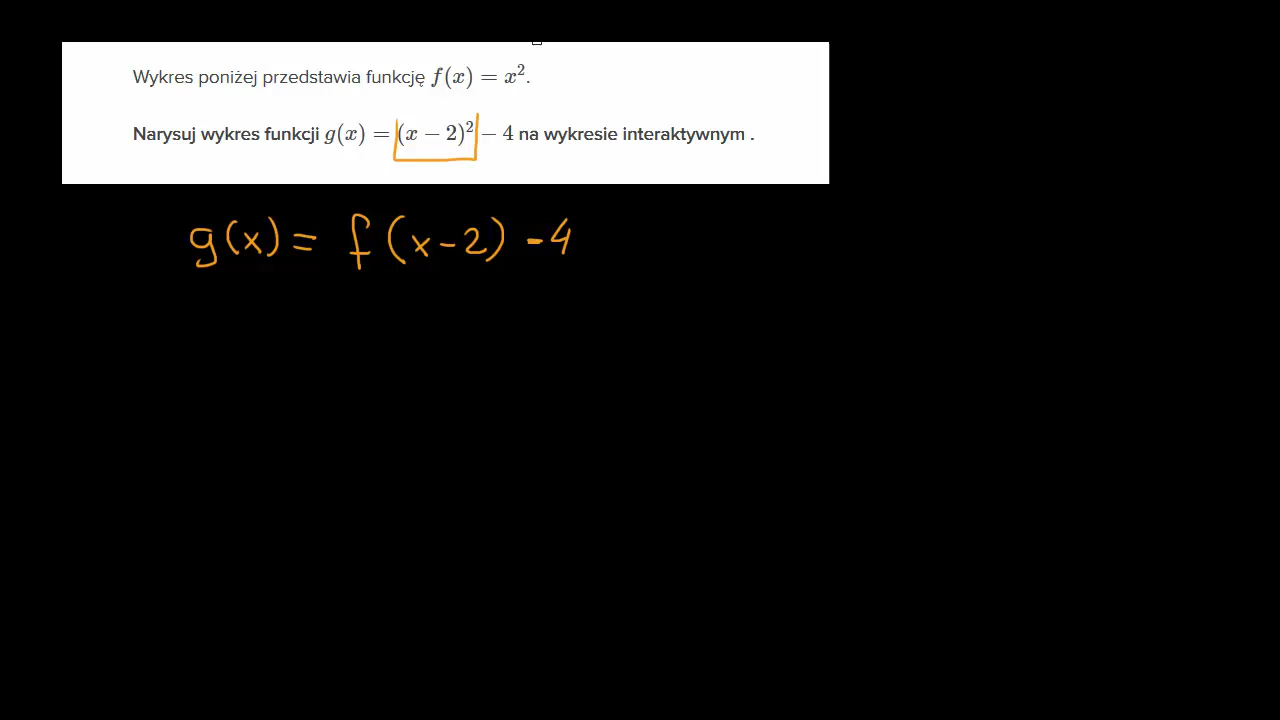 Wykres poniżej przedstawia funkcję f(x) = x².
Narysuj wykres funkcji g(x) = (x − 2)² − 4 na wykresie interaktywnym .
g(x) = f(x-2) -4